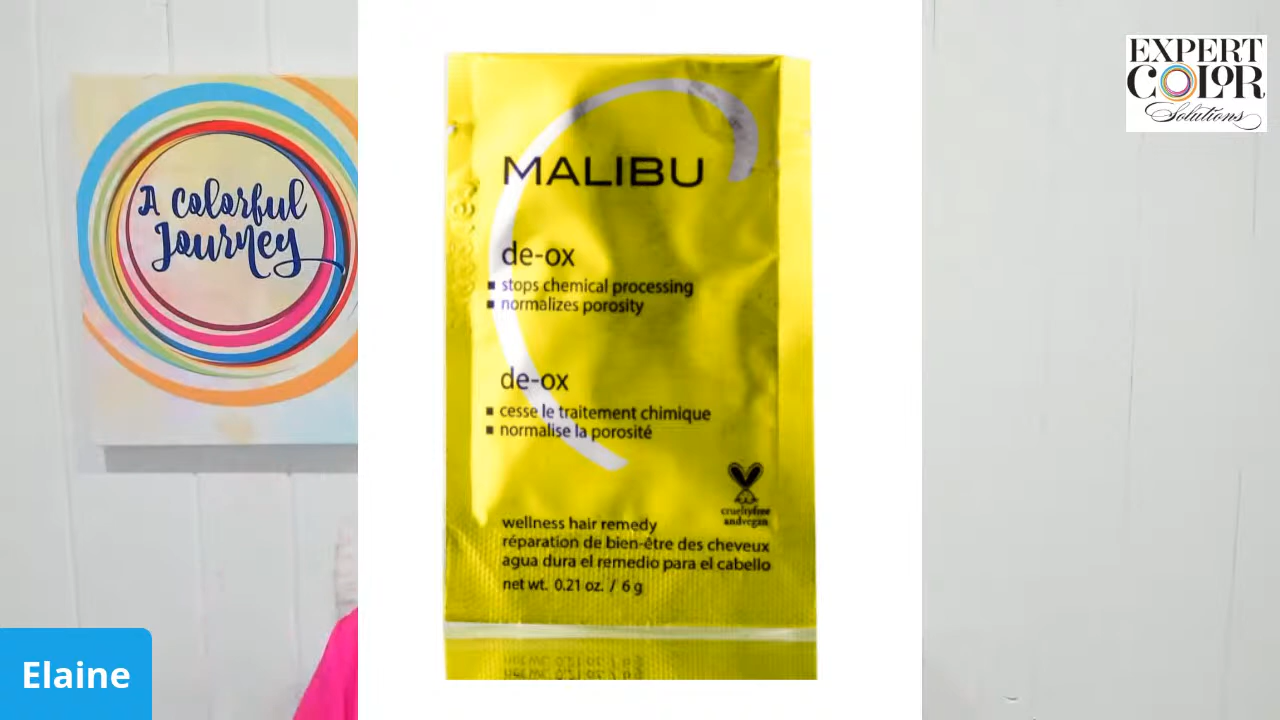 A colorful
Journey
EXPERT
COLOR
Solutions
MALIBU
de-ox
▪ stops chemical processing
▪ normalizes porosity
de-ox
▪ cesse le traitement chimique
▪ normalise la porosité
crueltyfree
andvegan
wellness hair remedy
réparation de bien-être des cheveux
agua dura el remedio para el cabello
net wt. 0.21 oz. / 6 g
Elaine